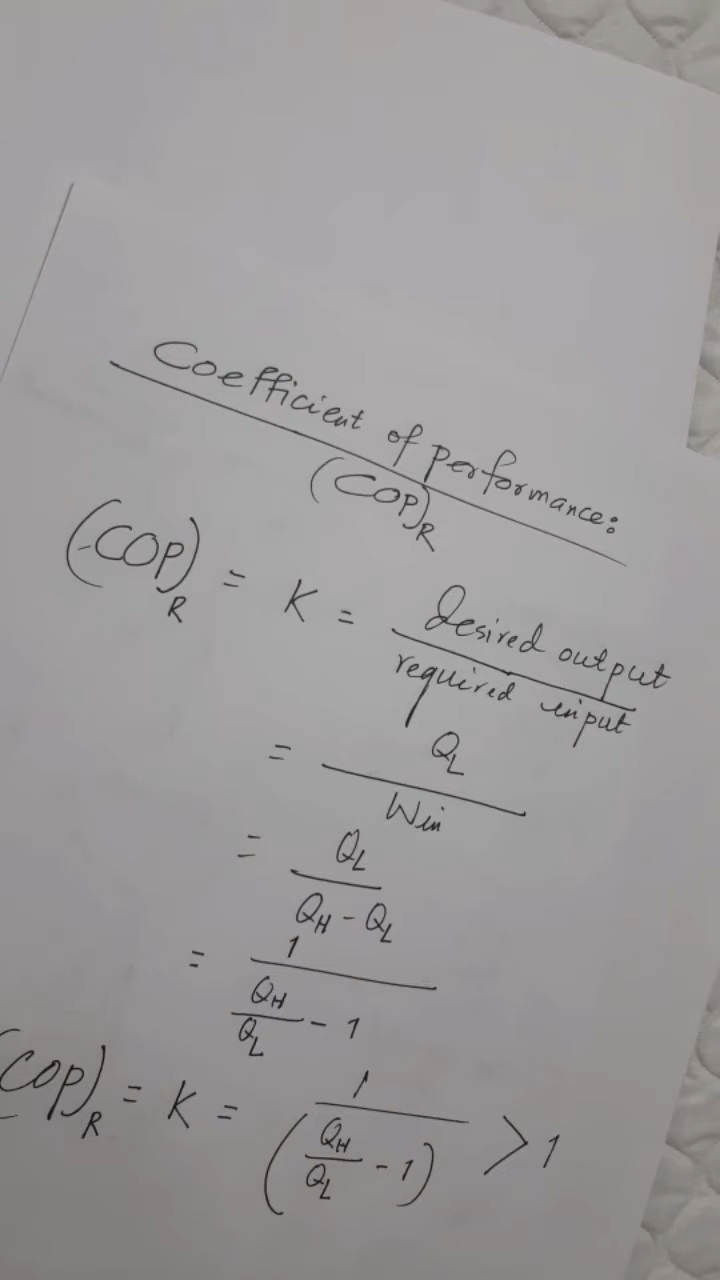 Coefficient of performance:
(COP)R
(COP)R = K = desired output / required input
= QL / Win
= QL / QH - QL
= 1 / QH/QL - 1
(COP)R = K = 1 / (QH/QL - 1) > 1